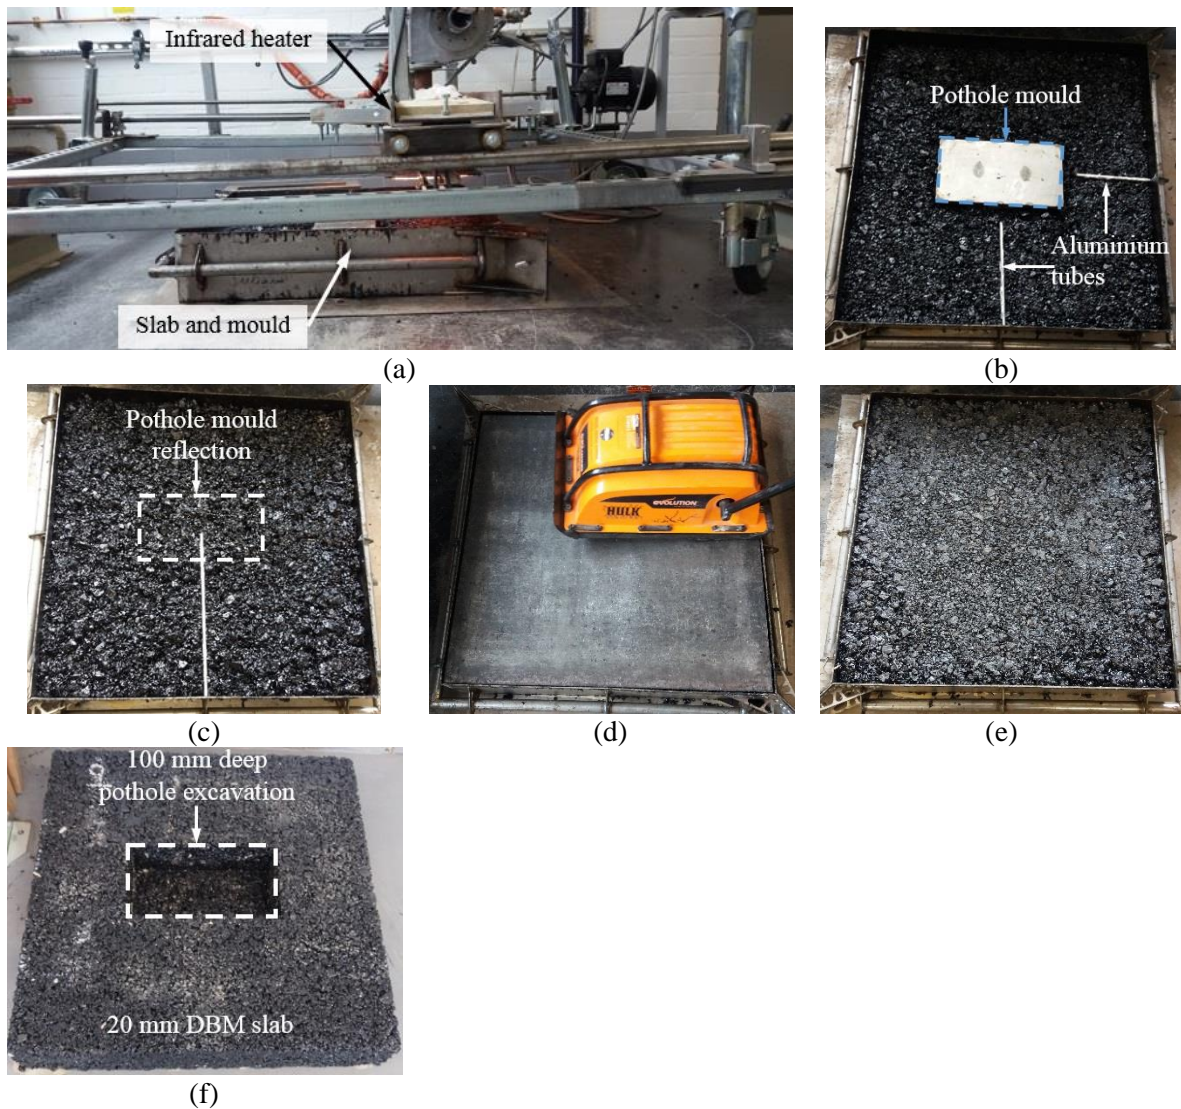 Infrared heater
Slab and mould
(a)
Pothole mould
Aluminium
tubes
(b)
Pothole mould
reflection
(c)
evolution
HULK
(d)
(e)
100 mm deep
pothole excavation
20 mm DBM slab
(f)